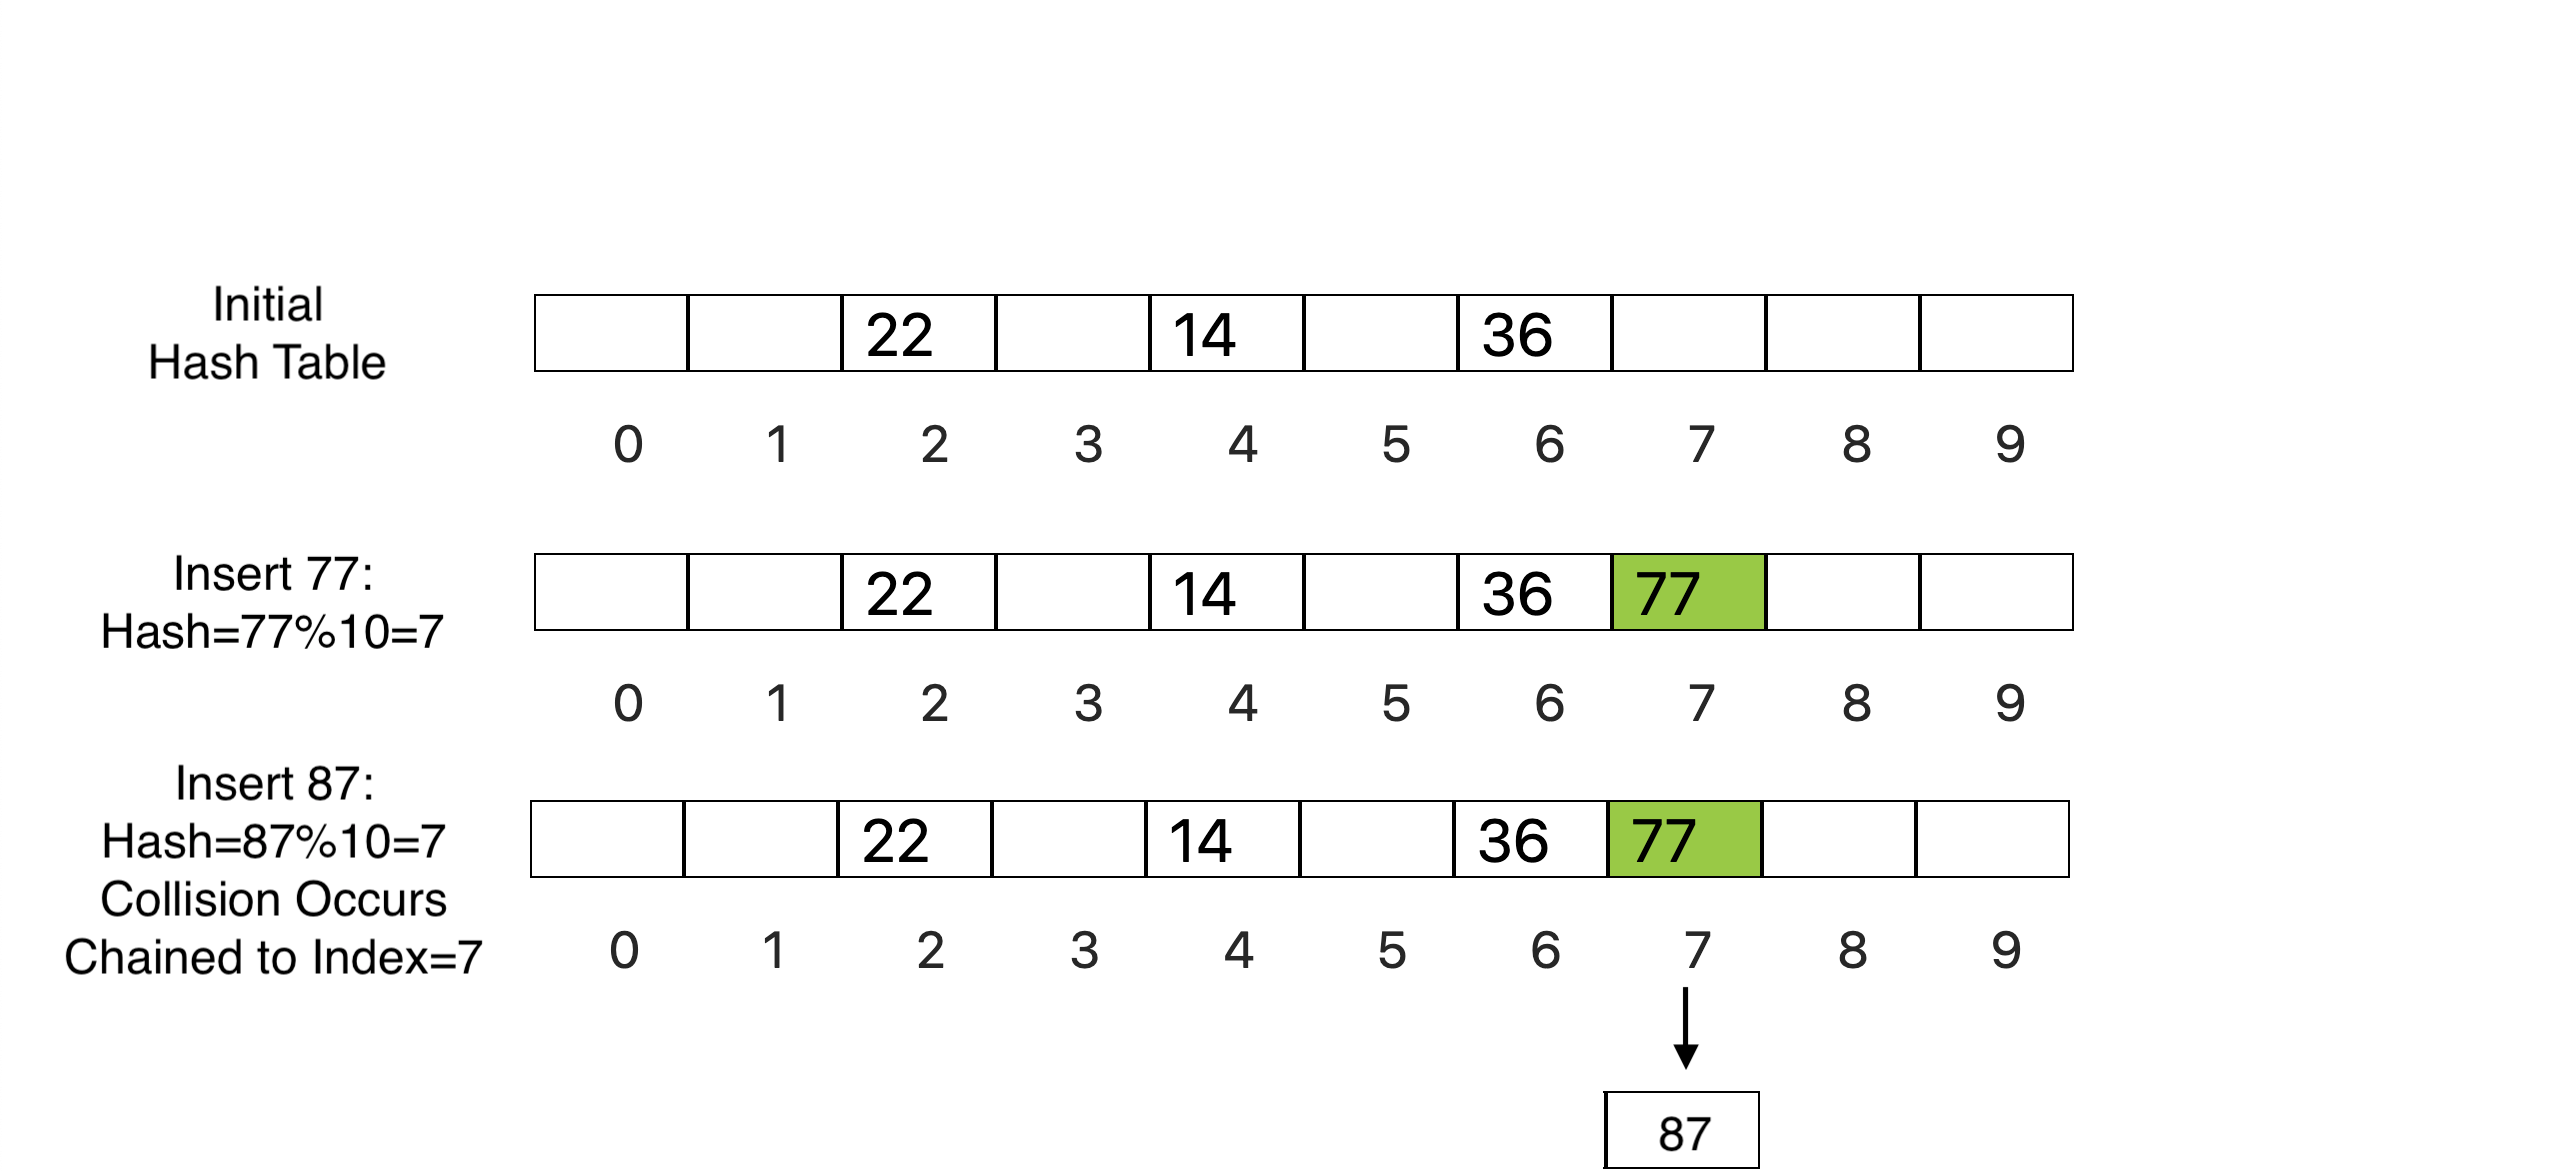 Initial
Hash Table
22 14 36
0 1 2 3 4 5 6 7 8 9
Insert 77:
Hash=77%10=7
22 14 36 77
0 1 2 3 4 5 6 7 8 9
Insert 87:
Hash=87%10=7
Collision Occurs
Chained to Index=7
22 14 36 77
0 1 2 3 4 5 6 7 8 9
87